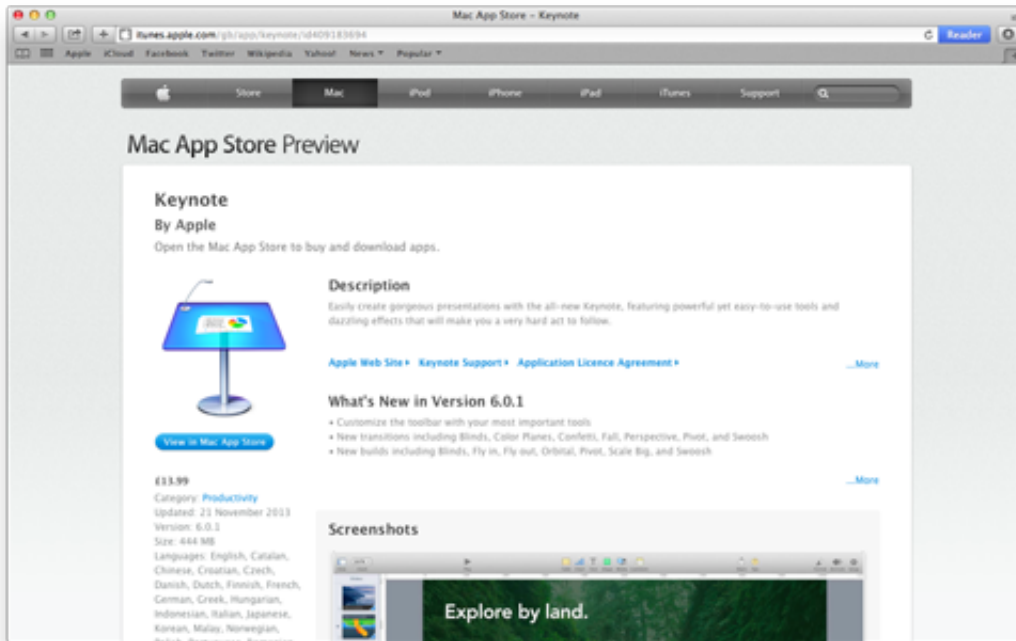 Mac App Store – Keynote
itunes.apple.com/gb/app/keynote/id409183694
Reader
Apple iCloud Facebook Twitter Wikipedia Yahoo! News Popular
Store Mac iPod iPhone iPad iTunes Support
Mac App Store Preview
Keynote
By Apple
Open the Mac App Store to buy and download apps.
Description
Easily create gorgeous presentations with the all-new Keynote, featuring powerful yet easy-to-use tools and
dazzling effects that will make you a very hard act to follow.
Apple Web Site Keynote Support Application Licence Agreement ...More
What's New in Version 6.0.1
• Customize the toolbar with your most important tools
• New transitions including Blinds, Color Planes, Confetti, Fall, Perspective, Pivot, and Swoosh
• New builds including Blinds, Fly in, Fly out, Orbital, Pivot, Scale Big, and Swoosh
...More
View in Mac App Store
£13.99
Category: Productivity
Updated: 21 November 2013
Version: 6.0.1
Size: 444 MB
Languages: English, Catalan,
Chinese, Croatian, Czech,
Danish, Dutch, Finnish, French,
German, Greek, Hungarian,
Indonesian, Italian, Japanese,
Korean, Malay, Norwegian,
Screenshots
Explore by land.